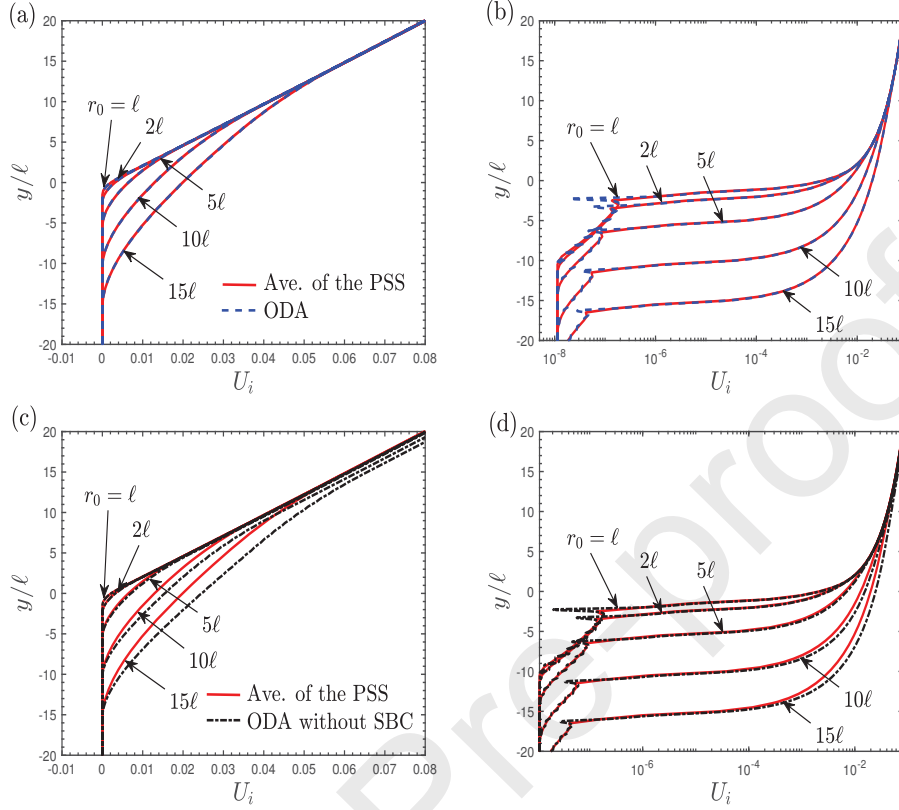 (a)
20
15
10
5
0
-5
-10
-15
-20
y/ℓ
r₀ = ℓ
2ℓ
5ℓ
10ℓ
15ℓ
Ave. of the PSS
ODA
-0.01 0 0.01 0.02 0.03 0.04 0.05 0.06 0.07 0.08
Uᵢ
(b)
20
15
10
5
0
-5
-10
-15
-20
y/ℓ
r₀ = ℓ
2ℓ
5ℓ
10ℓ
15ℓ
10⁻⁸ 10⁻⁶ 10⁻⁴ 10⁻²
Uᵢ
(c)
20
15
10
5
0
-5
-10
-15
-20
y/ℓ
r₀ = ℓ
2ℓ
5ℓ
10ℓ
15ℓ
Ave. of the PSS
ODA without SBC
-0.01 0 0.01 0.02 0.03 0.04 0.05 0.06 0.07 0.08
Uᵢ
(d)
20
15
10
5
0
-5
-10
-15
-20
y/ℓ
r₀ = ℓ
2ℓ
5ℓ
10ℓ
15ℓ
10⁻⁶ 10⁻⁴ 10⁻²
Uᵢ
Pre-proof